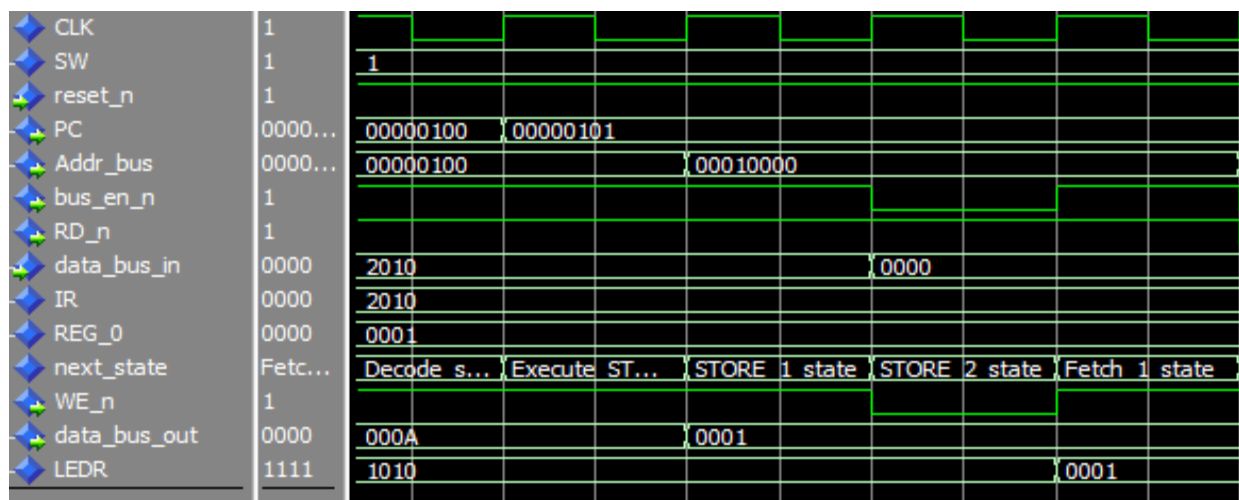 CLK 1
SW 1 1
reset_n 1
PC 0000... 00000100 00000101
Addr_bus 0000... 00000100 00010000
bus_en_n 1
RD_n 1
data_bus_in 0000 2010 0000
IR 0000 2010
REG_0 0000 0001
next_state Fetc... Decode s... Execute ST... STORE 1 state STORE 2 state Fetch 1 state
WE_n 1
data_bus_out 0000 000A 0001
LEDR 1111 1010 0001